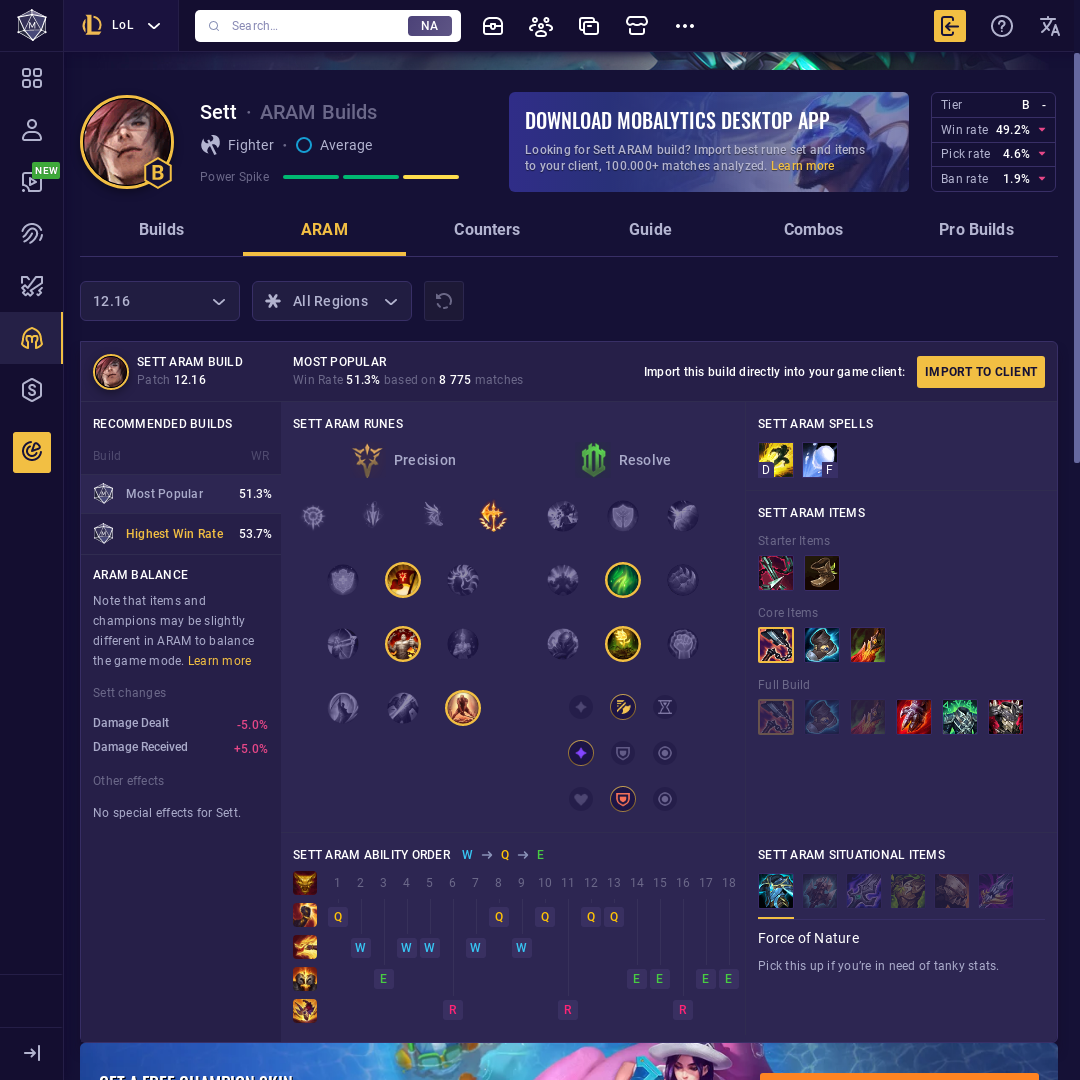 LoL
Search...
NA
NEW
Sett · ARAM Builds
Fighter · Average
Power Spike
B
DOWNLOAD MOBALYTICS DESKTOP APP
Looking for Sett ARAM build? Import best rune set and items
to your client, 100.000+ matches analyzed. Learn more
Tier B -
Win rate 49.2%
Pick rate 4.6%
Ban rate 1.9%
Builds
ARAM
Counters
Guide
Combos
Pro Builds
12.16
All Regions
SETT ARAM BUILD
Patch 12.16
MOST POPULAR
Win Rate 51.3% based on 8 775 matches
Import this build directly into your game client:
IMPORT TO CLIENT
RECOMMENDED BUILDS
Build WR
Most Popular 51.3%
Highest Win Rate 53.7%
ARAM BALANCE
Note that items and
champions may be slightly
different in ARAM to balance
the game mode. Learn more
Sett changes
Damage Dealt -5.0%
Damage Received +5.0%
Other effects
No special effects for Sett.
SETT ARAM RUNES
Precision
Resolve
SETT ARAM SPELLS
D F
SETT ARAM ITEMS
Starter Items
Core Items
Full Build
SETT ARAM ABILITY ORDER W → Q → E
1 2 3 4 5 6 7 8 9 10 11 12 13 14 15 16 17 18
Q Q Q Q Q
W W W W W
E E E E E
R R R
SETT ARAM SITUATIONAL ITEMS
Force of Nature
Pick this up if you're in need of tanky stats.
GET A FREE CHAMPION SKIN